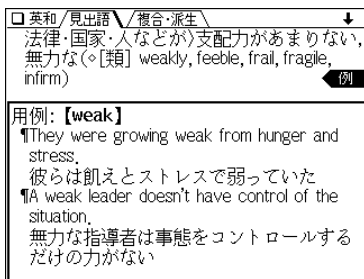 英和/見出語\/複合・派生\
法律・国家・人などが〉支配力があまりない,
無力な(◇[類] weakly, feeble, frail, fragile,
infirm)
例
用例:【weak】
¶They were growing weak from hunger and
stress.
彼らは飢えとストレスで弱っていた
¶A weak leader doesn't have control of the
situation.
無力な指導者は事態をコントロールする
だけの力がない